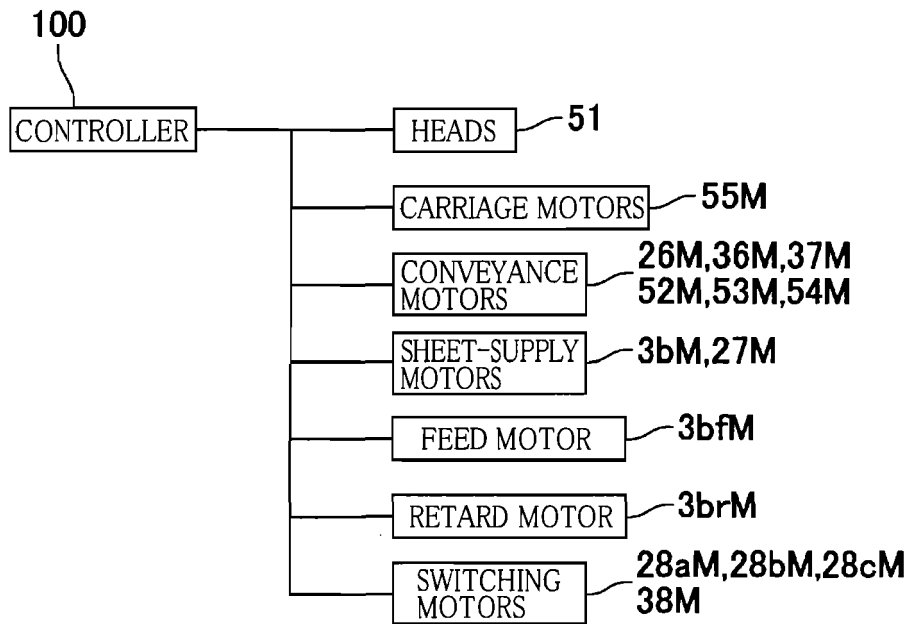 100
CONTROLLER
HEADS
51
CARRIAGE MOTORS
55M
CONVEYANCE
MOTORS
26M,36M,37M
52M,53M,54M
SHEET-SUPPLY
MOTORS
3bM,27M
FEED MOTOR
3bfM
RETARD MOTOR
3brM
SWITCHING
MOTORS
28aM,28bM,28cM
38M